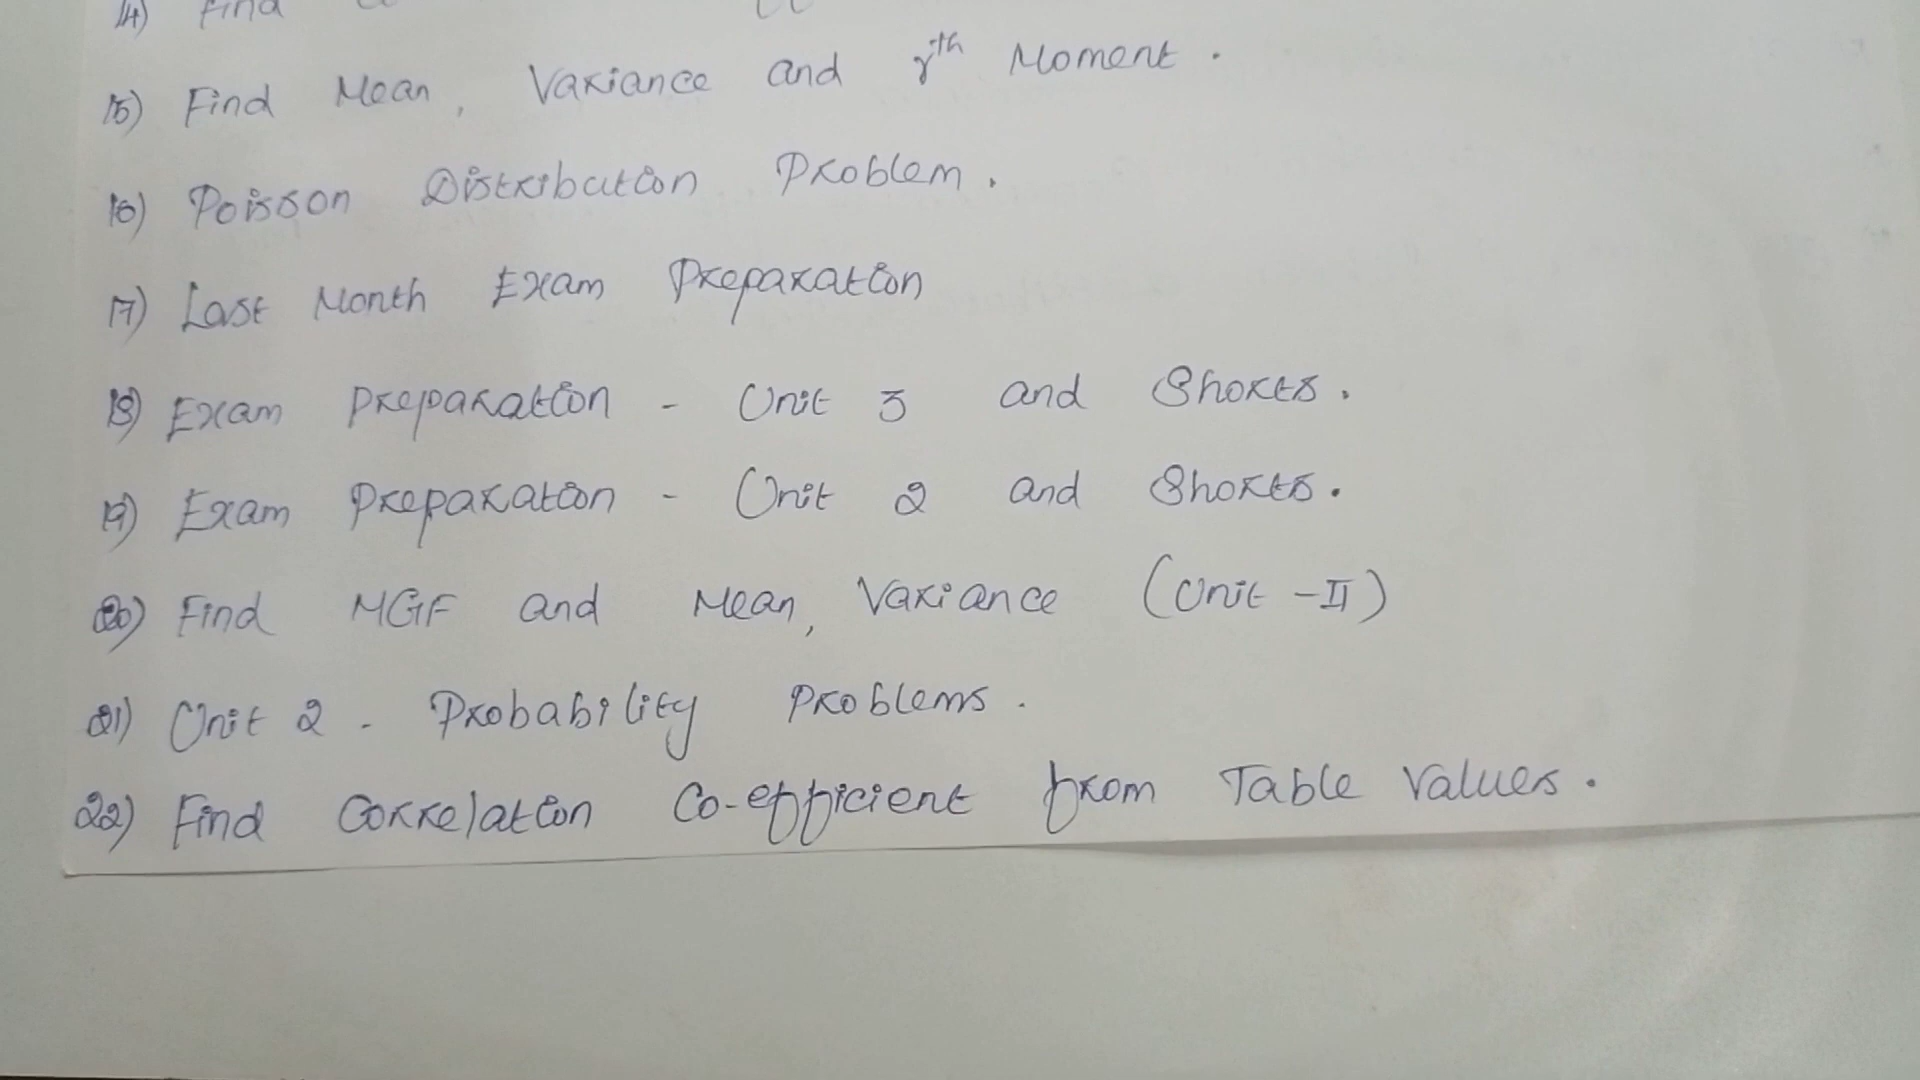 14) Find
15) Find Mean, Variance and rth Moment.
16) Poisson Distribution Problem.
17) Last Month Exam Preparation
18) Exam Preparation - Unit 3 and Shorts.
19) Exam Preparation - Unit 2 and Shorts.
20) Find MGF and Mean, Variance (Unit -II)
21) Unit 2 - Probability Problems.
22) Find Correlation Co-efficient from Table Values.